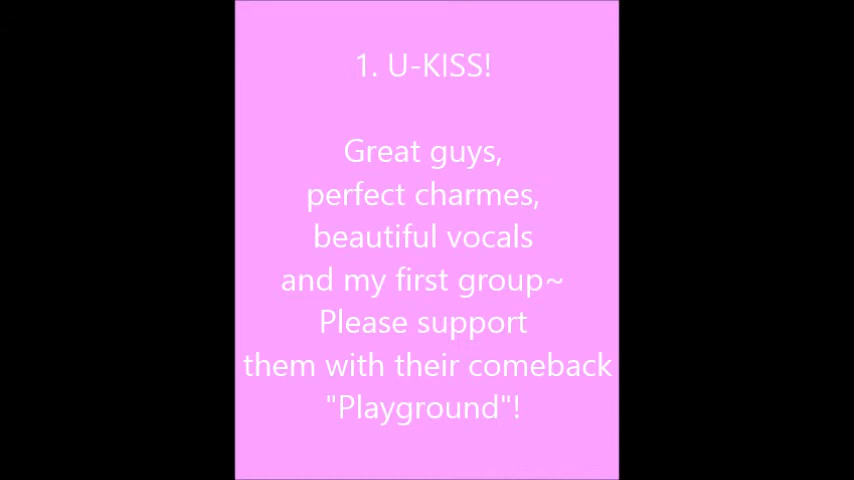 1. U-KISS!
Great guys,
perfect charmes,
beautiful vocals
and my first group~
Please support
them with their comeback
"Playground"!